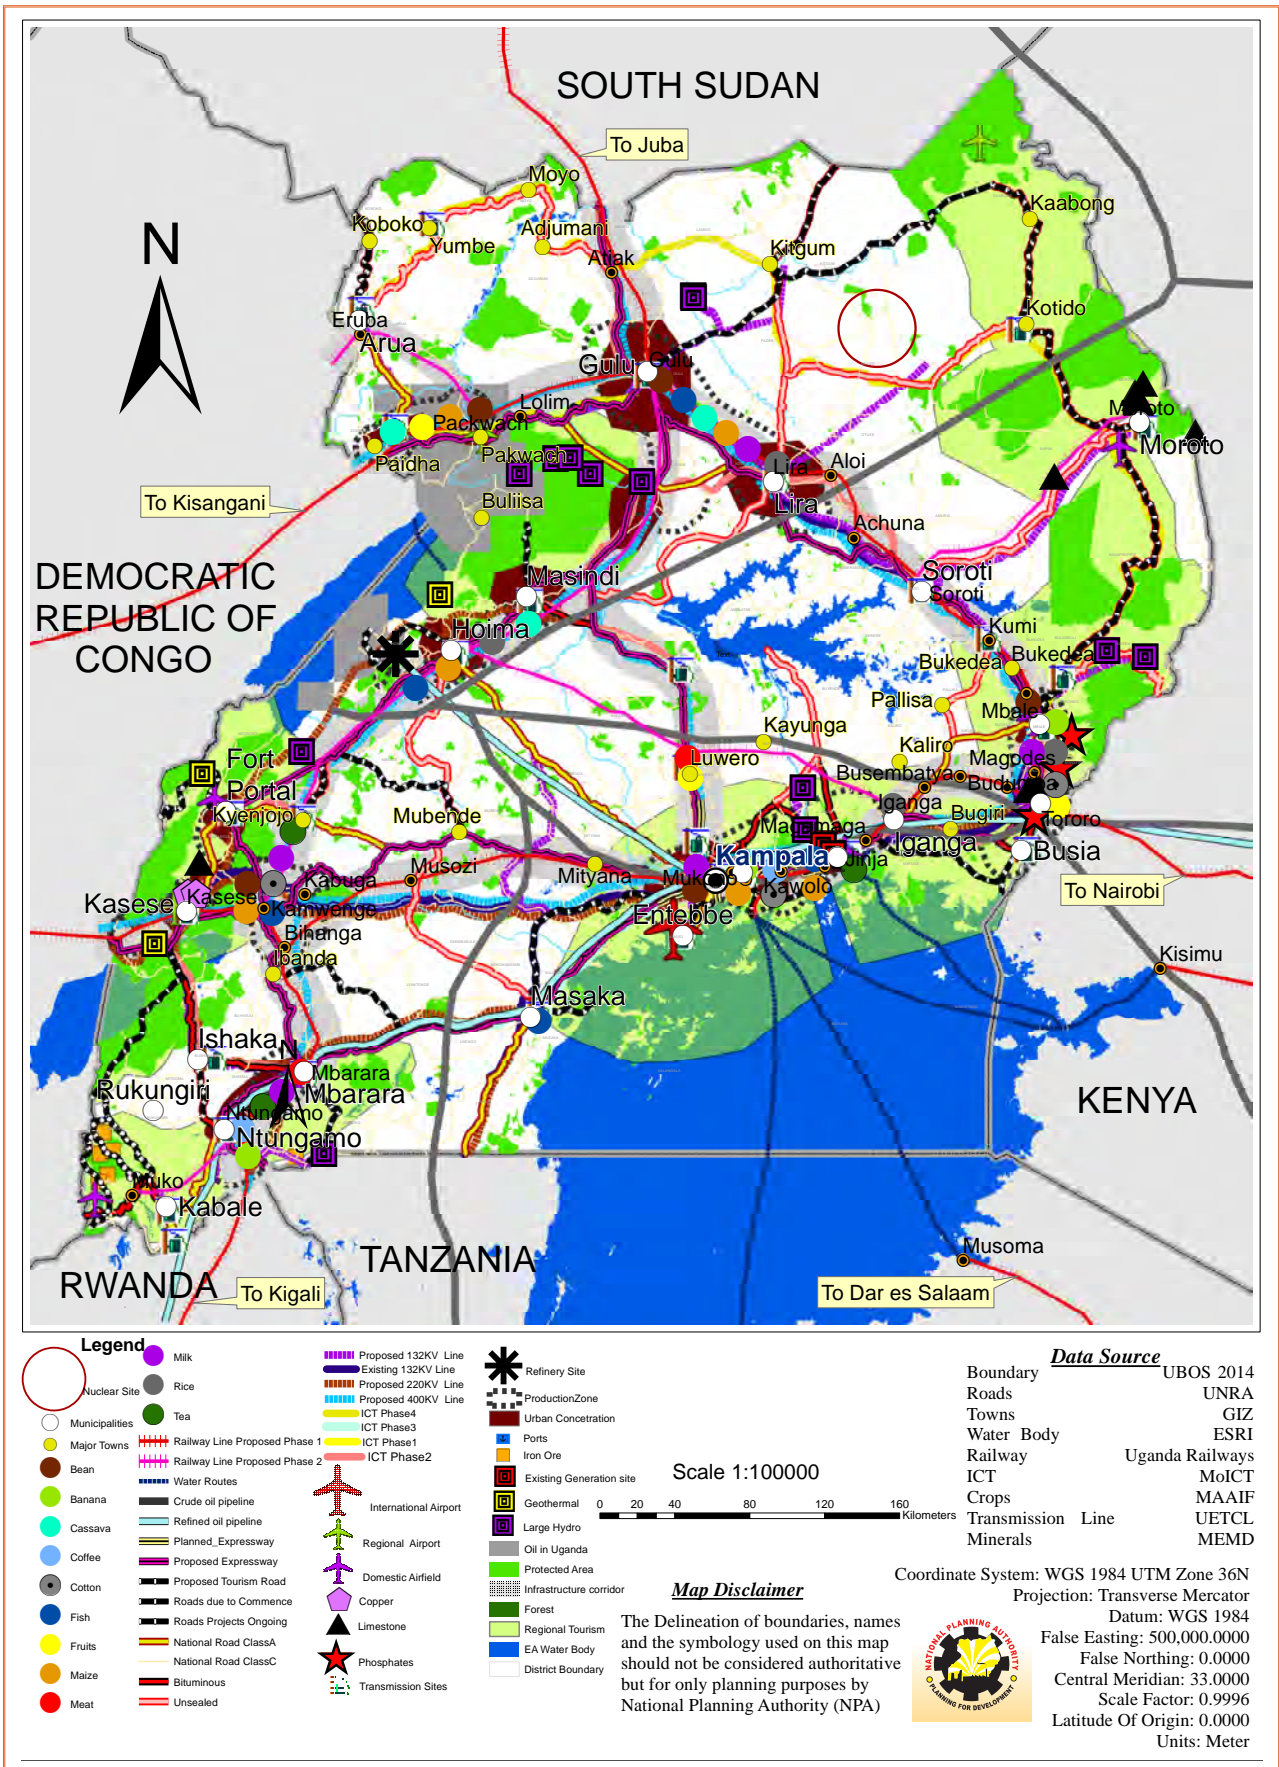 SOUTH SUDAN
To Juba
N
Moyo
Koboko
Yumbe
Adjumani
Atiak
Kitgum
Kaabong
Kotido
Eruba
Arua
Gulu
Gulu
Lolim
Packwach
Pakwach
Paidha
Buliisa
Lira
Lira
Aloi
Achuna
Moroto
Moroto
To Kisangani
DEMOCRATIC
REPUBLIC OF
CONGO
Masindi
Hoima
Soroti
Soroti
Kumi
Bukedea
Bukedea
Pallisa
Mbale
Kayunga
Kaliro
Magodes
Busembatya
Budumba
Luwero
Iganga
Iganga
Bugiri
Tororo
Busia
Fort
Portal
Kyenjojo
Mubende
Magamaga
Kampala
Jinja
Mukono
Kawolo
Mityana
Musozi
Kabuga
Kasese
Kasese
Kamwenge
Bihanga
Ibanda
Entebbe
To Nairobi
Kisimu
Masaka
Ishaka
N
Mbarara
Mbarara
Rukungiri
Ntungamo
Ntungamo
Muko
Kabale
KENYA
TANZANIA
RWANDA
To Kigali
Musoma
To Dar es Salaam
Legend
Nuclear Site
Municipalities
Major Towns
Bean
Banana
Cassava
Coffee
Cotton
Fish
Fruits
Maize
Meat
Milk
Rice
Tea
Railway Line Proposed Phase 1
Railway Line Proposed Phase 2
Water Routes
Crude oil pipeline
Refined oil pipeline
Planned_Expressway
Proposed Expressway
Proposed Tourism Road
Roads due to Commence
Roads Projects Ongoing
National Road ClassA
National Road ClassC
Bituminous
Unsealed
Proposed 132KV Line
Existing 132KV Line
Proposed 220KV Line
Proposed 400KV Line
ICT Phase4
ICT Phase3
ICT Phase1
ICT Phase2
International Airport
Regional Airport
Domestic Airfield
Copper
Limestone
Phosphates
Transmission Sites
Refinery Site
ProductionZone
Urban Concetration
Ports
Iron Ore
Existing Generation site
Geothermal
Large Hydro
Oil in Uganda
Protected Area
Infrastructure corridor
Forest
Regional Tourism
EA Water Body
District Boundary
Scale 1:100000
0 20 40 80 120 160
Kilometers
Map Disclaimer
The Delineation of boundaries, names
and the symbology used on this map
should not be considered authoritative
but for only planning purposes by
National Planning Authority (NPA)
Data Source
Boundary UBOS 2014
Roads UNRA
Towns GIZ
Water Body ESRI
Railway Uganda Railways
ICT MoICT
Crops MAAIF
Transmission Line UETCL
Minerals MEMD
Coordinate System: WGS 1984 UTM Zone 36N
Projection: Transverse Mercator
Datum: WGS 1984
False Easting: 500,000.0000
False Northing: 0.0000
Central Meridian: 33.0000
Scale Factor: 0.9996
Latitude Of Origin: 0.0000
Units: Meter
NATIONAL PLANNING AUTHORITY
PLANNING FOR DEVELOPMENT